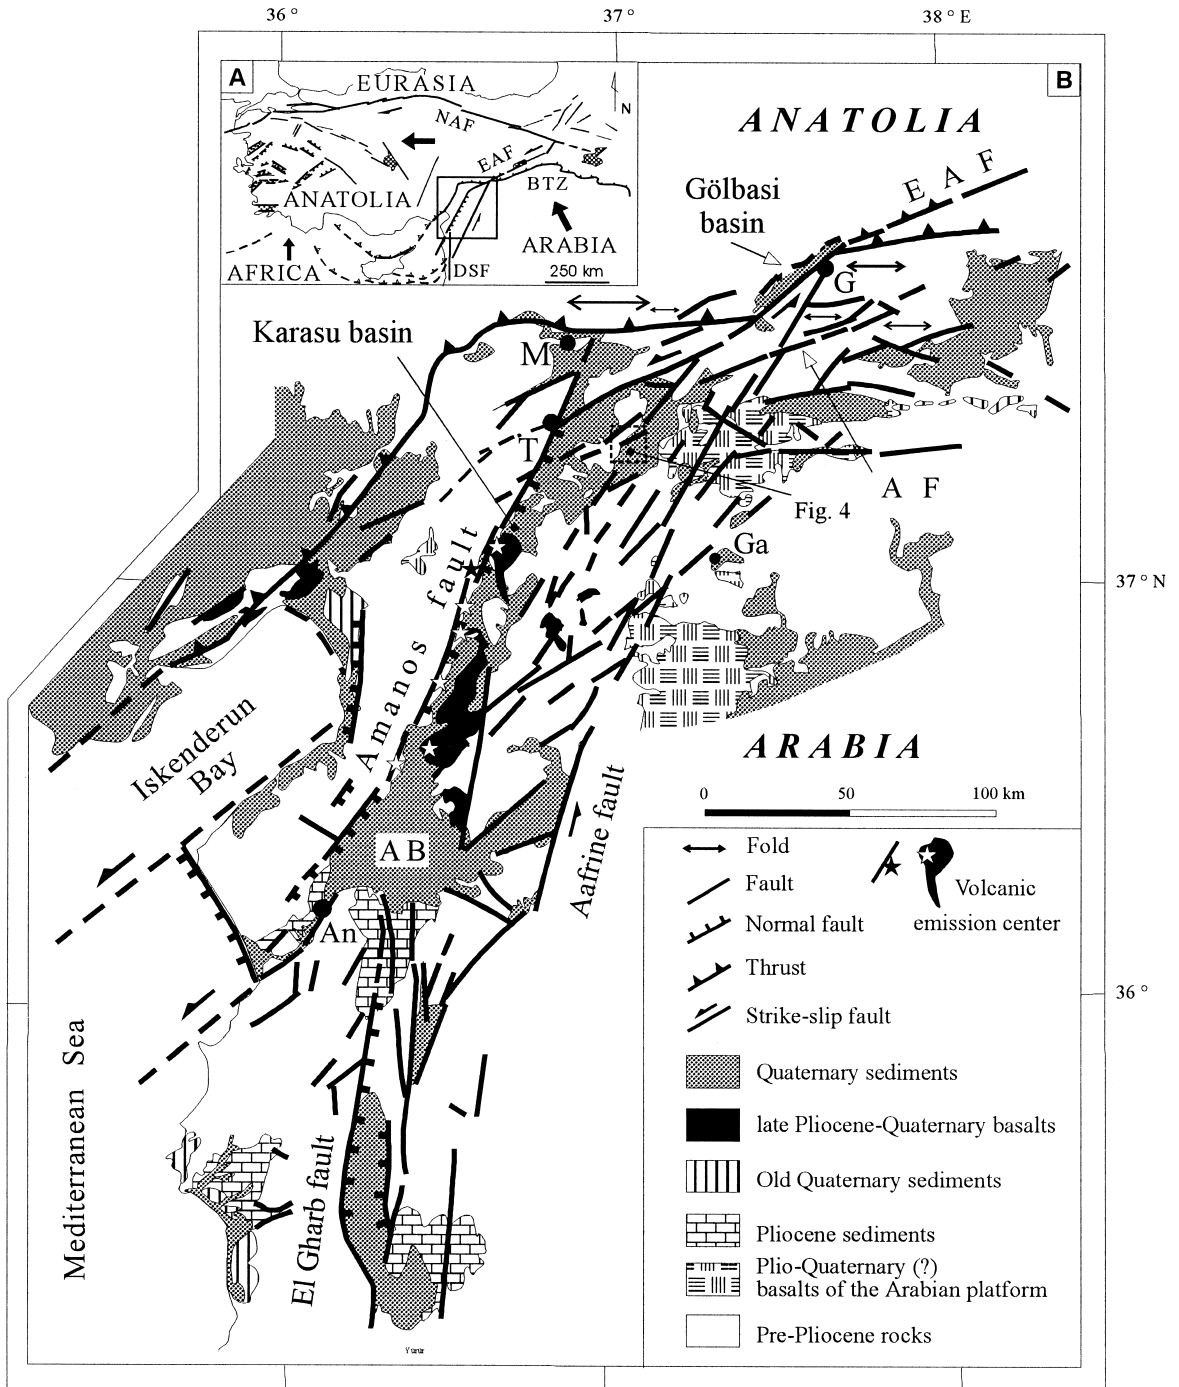 36 °
37 °
38 ° E
A
EURASIA
N
NAF
EAF
BTZ
ANATOLIA
ARABIA
AFRICA
DSF
250 km
B
ANATOLIA
E A F
Gölbasi
basin
G
Karasu basin
M
T
A F
Fig. 4
Ga
37 ° N
Amanos fault
Iskenderun
Bay
ARABIA
0 50 100 km
AB
Aafrine fault
An
36 °
Mediterranean Sea
El Gharb fault
Fold
Fault
Normal fault
Thrust
Strike-slip fault
Volcanic
emission center
Quaternary sediments
late Pliocene-Quaternary basalts
Old Quaternary sediments
Pliocene sediments
Plio-Quaternary (?)
basalts of the Arabian platform
Pre-Pliocene rocks
Yurur